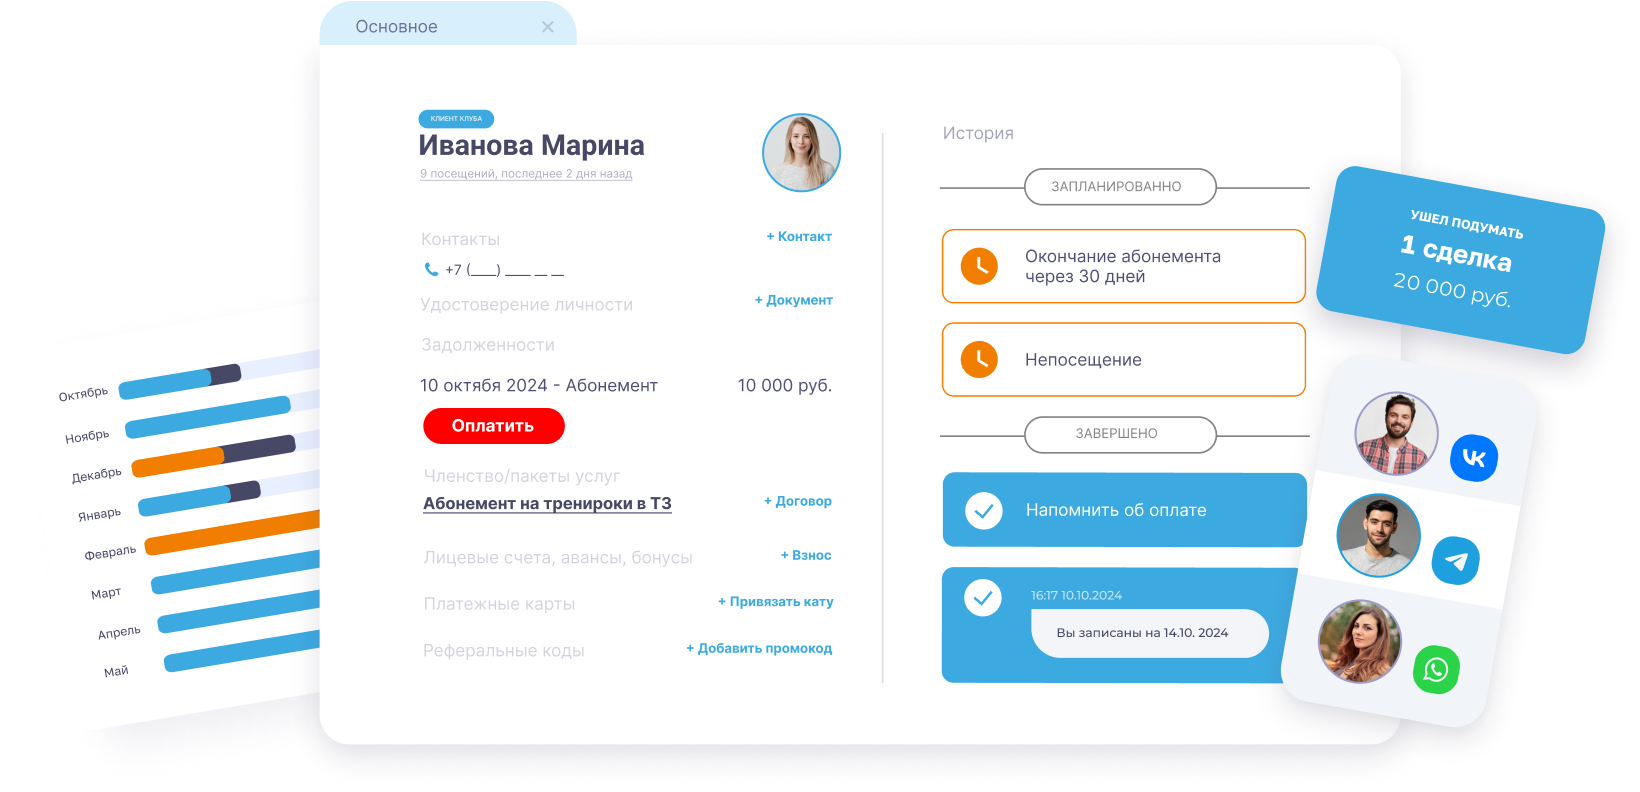 Основное
КЛИЕНТ КЛУБА
Иванова Марина
9 посещений, последнее 2 дня назад
Контакты
+ Контакт
+7 (___) ____ __ __
Удостоверение личности
+ Документ
Задолженности
10 октября 2024 - Абонемент
10 000 руб.
Оплатить
Членство/пакеты услуг
Абонемент на тренироки в ТЗ
+ Договор
Лицевые счета, авансы, бонусы
+ Взнос
Платежные карты
+ Привязать кату
Реферальные коды
+ Добавить промокод
История
ЗАПЛАНИРОВАННО
Окончание абонемента
через 30 дней
Непосещение
ЗАВЕРШЕНО
Напомнить об оплате
16:17 10.10.2024
Вы записаны на 14.10. 2024
УШЕЛ ПОДУМАТЬ
1 сделка
20 000 руб.
Октябрь
Ноябрь
Декабрь
Январь
Февраль
Март
Апрель
Май